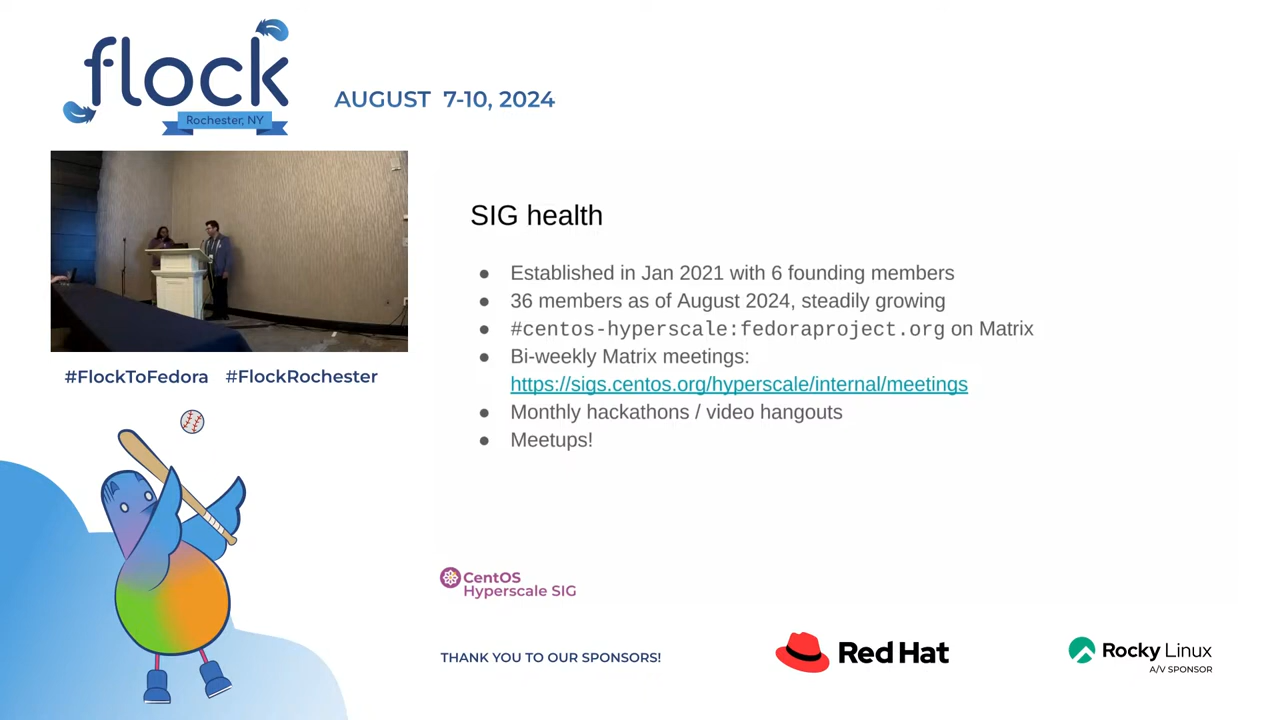 flock
Rochester, NY
AUGUST 7-10, 2024
#FlockToFedora #FlockRochester
SIG health
● Established in Jan 2021 with 6 founding members
● 36 members as of August 2024, steadily growing
● #centos-hyperscale:fedoraproject.org on Matrix
● Bi-weekly Matrix meetings:
https://sigs.centos.org/hyperscale/internal/meetings
● Monthly hackathons / video hangouts
● Meetups!
CentOS
Hyperscale SIG
THANK YOU TO OUR SPONSORS!
Red Hat
Rocky Linux
A/V SPONSOR